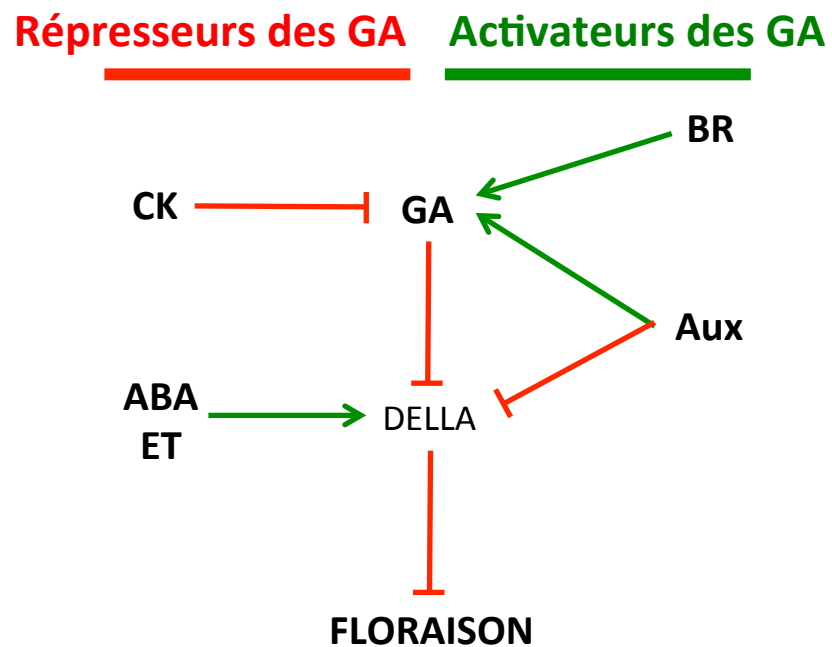 Répresseurs des GA
Activateurs des GA
BR
CK
GA
Aux
ABA
ET
DELLA
FLORAISON